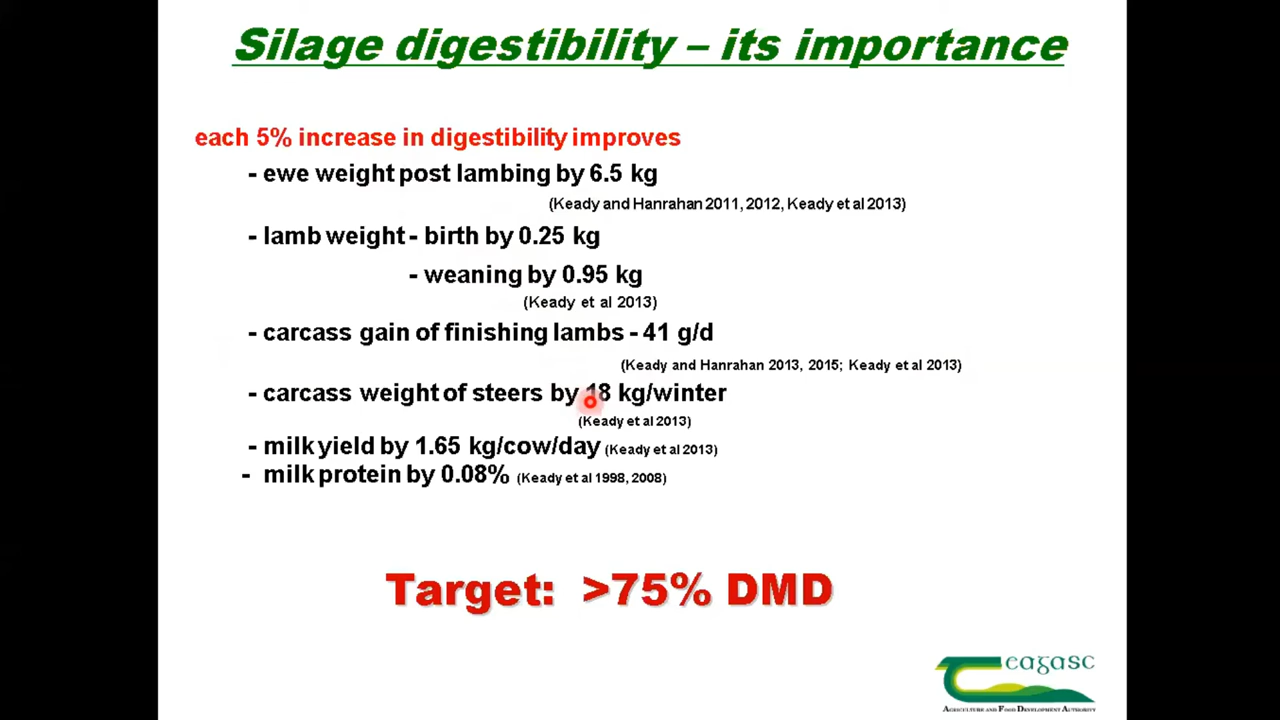 Silage digestibility – its importance
each 5% increase in digestibility improves
- ewe weight post lambing by 6.5 kg
(Keady and Hanrahan 2011, 2012, Keady et al 2013)
- lamb weight - birth by 0.25 kg
- weaning by 0.95 kg
(Keady et al 2013)
- carcass gain of finishing lambs - 41 g/d
(Keady and Hanrahan 2013, 2015; Keady et al 2013)
- carcass weight of steers by 18 kg/winter
(Keady et al 2013)
- milk yield by 1.65 kg/cow/day (Keady et al 2013)
- milk protein by 0.08% (Keady et al 1998, 2008)
Target: >75% DMD
Teagasc
Agriculture and Food Development Authority